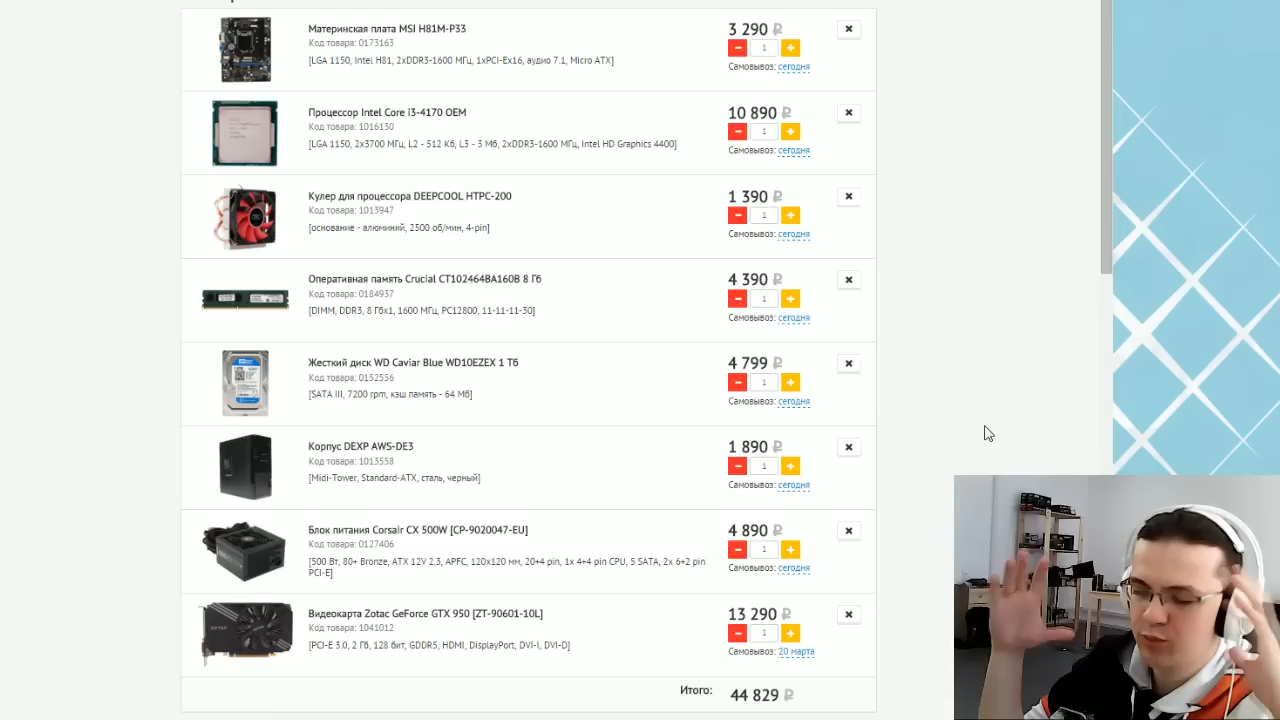 Материнская плата MSI H81M-P33
Код товара: 0173163
[LGA 1150, Intel H81, 2xDDR3-1600 МГц, 1xPCI-Ex16, аудио 7.1, Micro ATX]
3 290 ₽
1
Самовывоз: сегодня
Процессор Intel Core i3-4170 OEM
Код товара: 1016130
[LGA 1150, 2x3700 МГц, L2 - 512 Кб, L3 - 3 Мб, 2xDDR3-1600 МГц, Intel HD Graphics 4400]
10 890 ₽
1
Самовывоз: сегодня
Кулер для процессора DEEPCOOL HTPC-200
Код товара: 1013947
[основание - алюминий, 2500 об/мин, 4-pin]
1 390 ₽
1
Самовывоз: сегодня
Оперативная память Crucial CT102464BA160B 8 Гб
Код товара: 0184937
[DIMM, DDR3, 8 Гбx1, 1600 МГц, PC12800, 11-11-11-30]
4 390 ₽
1
Самовывоз: сегодня
Жесткий диск WD Caviar Blue WD10EZEX 1 Тб
Код товара: 0152556
[SATA III, 7200 rpm, кэш память - 64 Мб]
4 799 ₽
1
Самовывоз: сегодня
Корпус DEXP AWS-DE3
Код товара: 1013558
[Midi-Tower, Standard-ATX, сталь, черный]
1 890 ₽
1
Самовывоз: сегодня
Блок питания Corsair CX 500W [CP-9020047-EU]
Код товара: 0127406
[500 Вт, 80+ Bronze, ATX 12V 2.3, APFC, 120x120 мм, 20+4 pin, 1x 4+4 pin CPU, 5 SATA, 2x 6+2 pin
PCI-E]
4 890 ₽
1
Самовывоз: сегодня
Видеокарта Zotac GeForce GTX 950 [ZT-90601-10L]
Код товара: 1041012
[PCI-E 3.0, 2 Гб, 128 бит, GDDR5, HDMI, DisplayPort, DVI-I, DVI-D]
13 290 ₽
1
Самовывоз: 20 марта
Итого: 44 829 ₽